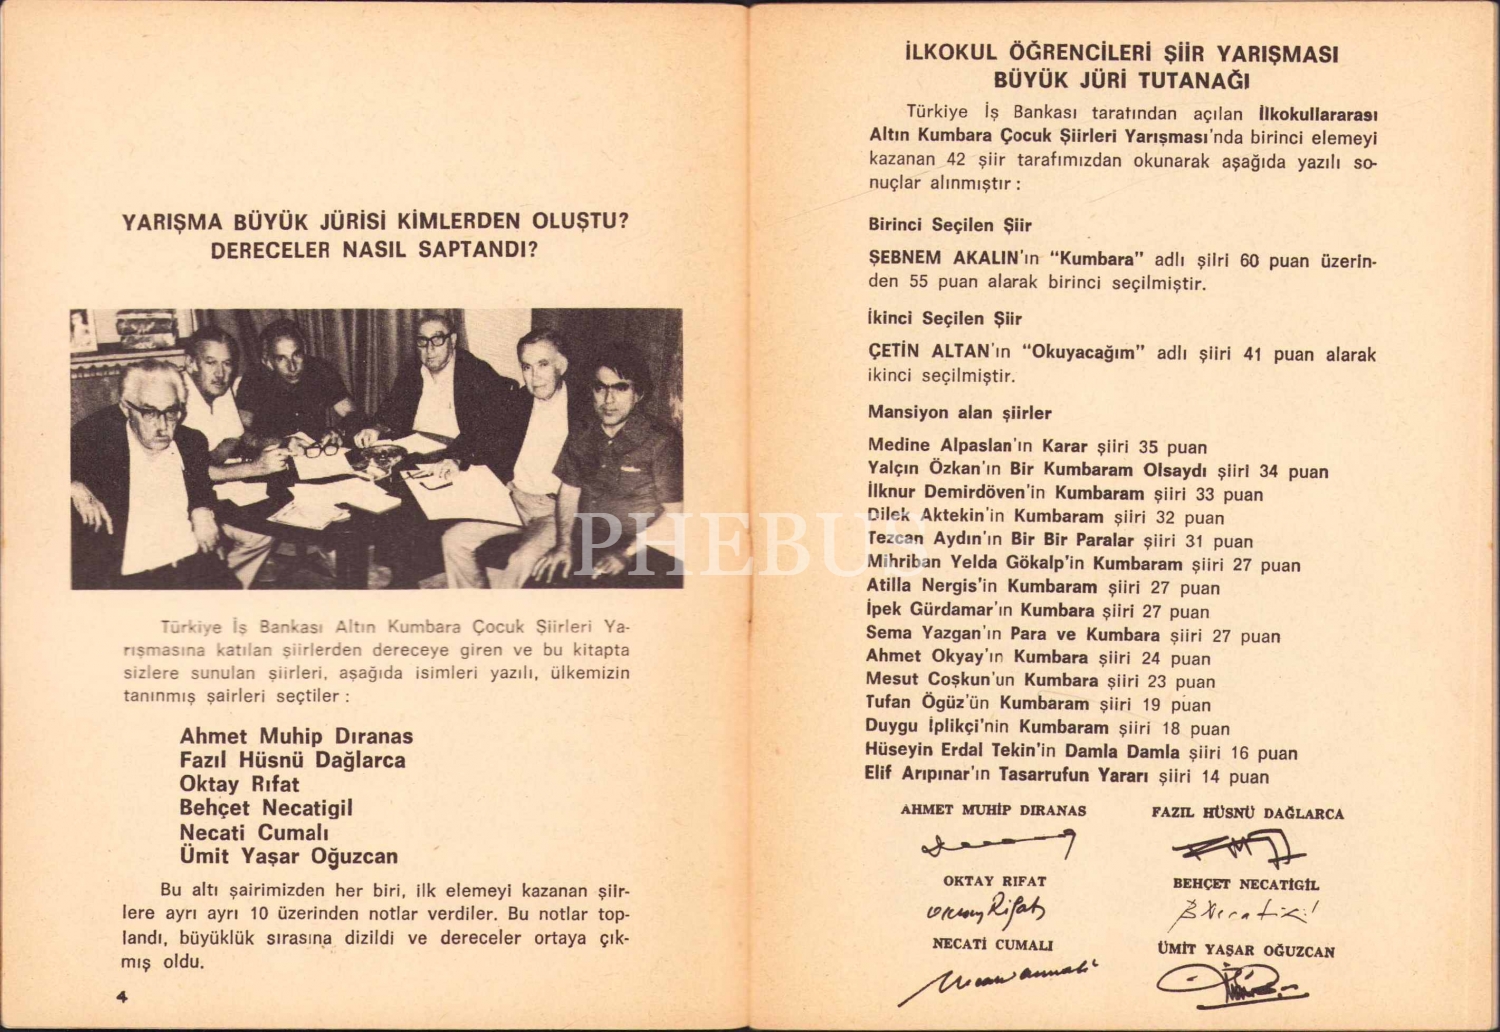 YARIŞMA BÜYÜK JÜRİSİ KİMLERDEN OLUŞTU?
DERECELER NASIL SAPTANDI?
Türkiye İş Bankası Altın Kumbara Çocuk Şiirleri Ya-
rışmasına katılan şiirlerden dereceye giren ve bu kitapta
sizlere sunulan şiirleri, aşağıda isimleri yazılı, ülkemizin
tanınmış şairleri seçtiler :
Ahmet Muhip Dıranas
Fazıl Hüsnü Dağlarca
Oktay Rıfat
Behçet Necatigil
Necati Cumalı
Ümit Yaşar Oğuzcan
Bu altı şairimizden her biri, ilk elemeyi kazanan şiir-
lere ayrı ayrı 10 üzerinden notlar verdiler. Bu notlar top-
landı, büyüklük sırasına dizildi ve dereceler ortaya çık-
mış oldu.
4
İLKOKUL ÖĞRENCİLERİ ŞİİR YARIŞMASI
BÜYÜK JÜRİ TUTANAĞI
Türkiye İş Bankası taratından açılan İlkokullararası
Altın Kumbara Çocuk Şiirleri Yarışması'nda birinci elemeyi
kazanan 42 şiir tarafımızdan okunarak aşağıda yazılı so-
nuçlar alınmıştır :
Birinci Seçilen Şiir
ŞEBNEM AKALIN'ın "Kumbara" adlı şiiri 60 puan üzerin-
den 55 puan alarak birinci seçilmiştir.
İkinci Seçilen Şiir
ÇETİN ALTAN'ın "Okuyacağım" adlı şiiri 41 puan alarak
ikinci seçilmiştir.
Mansiyon alan şiirler
Medine Alpaslan'ın Karar şiiri 35 puan
Yalçın Özkan'ın Bir Kumbaram Olsaydı şiiri 34 puan
İlknur Demirdöven'in Kumbaram şiiri 33 puan
Dilek Aktekin'in Kumbaram şiiri 32 puan
Tezcan Aydın'ın Bir Bir Paralar şiiri 31 puan
Mihriban Yelda Gökalp'in Kumbaram şiiri 27 puan
Atilla Nergis'in Kumbaram şiiri 27 puan
İpek Gürdamar'ın Kumbara şiiri 27 puan
Sema Yazgan'ın Para ve Kumbara şiiri 27 puan
Ahmet Okyay'ın Kumbara şiiri 24 puan
Mesut Coşkun'un Kumbara şiiri 23 puan
Tufan Ögüz'ün Kumbaram şiiri 19 puan
Duygu İplikçi'nin Kumbaram şiiri 18 puan
Hüseyin Erdal Tekin'in Damla Damla şiiri 16 puan
Elif Arıpınar'ın Tasarrufun Yararı şiiri 14 puan
AHMET MUHİP DIRANAS FAZIL HÜSNÜ DAĞLARCA
OKTAY RIFAT BEHÇET NECATİGİL
Oktay Rifat
NECATİ CUMALI ÜMİT YAŞAR OĞUZCAN
PHEBUS